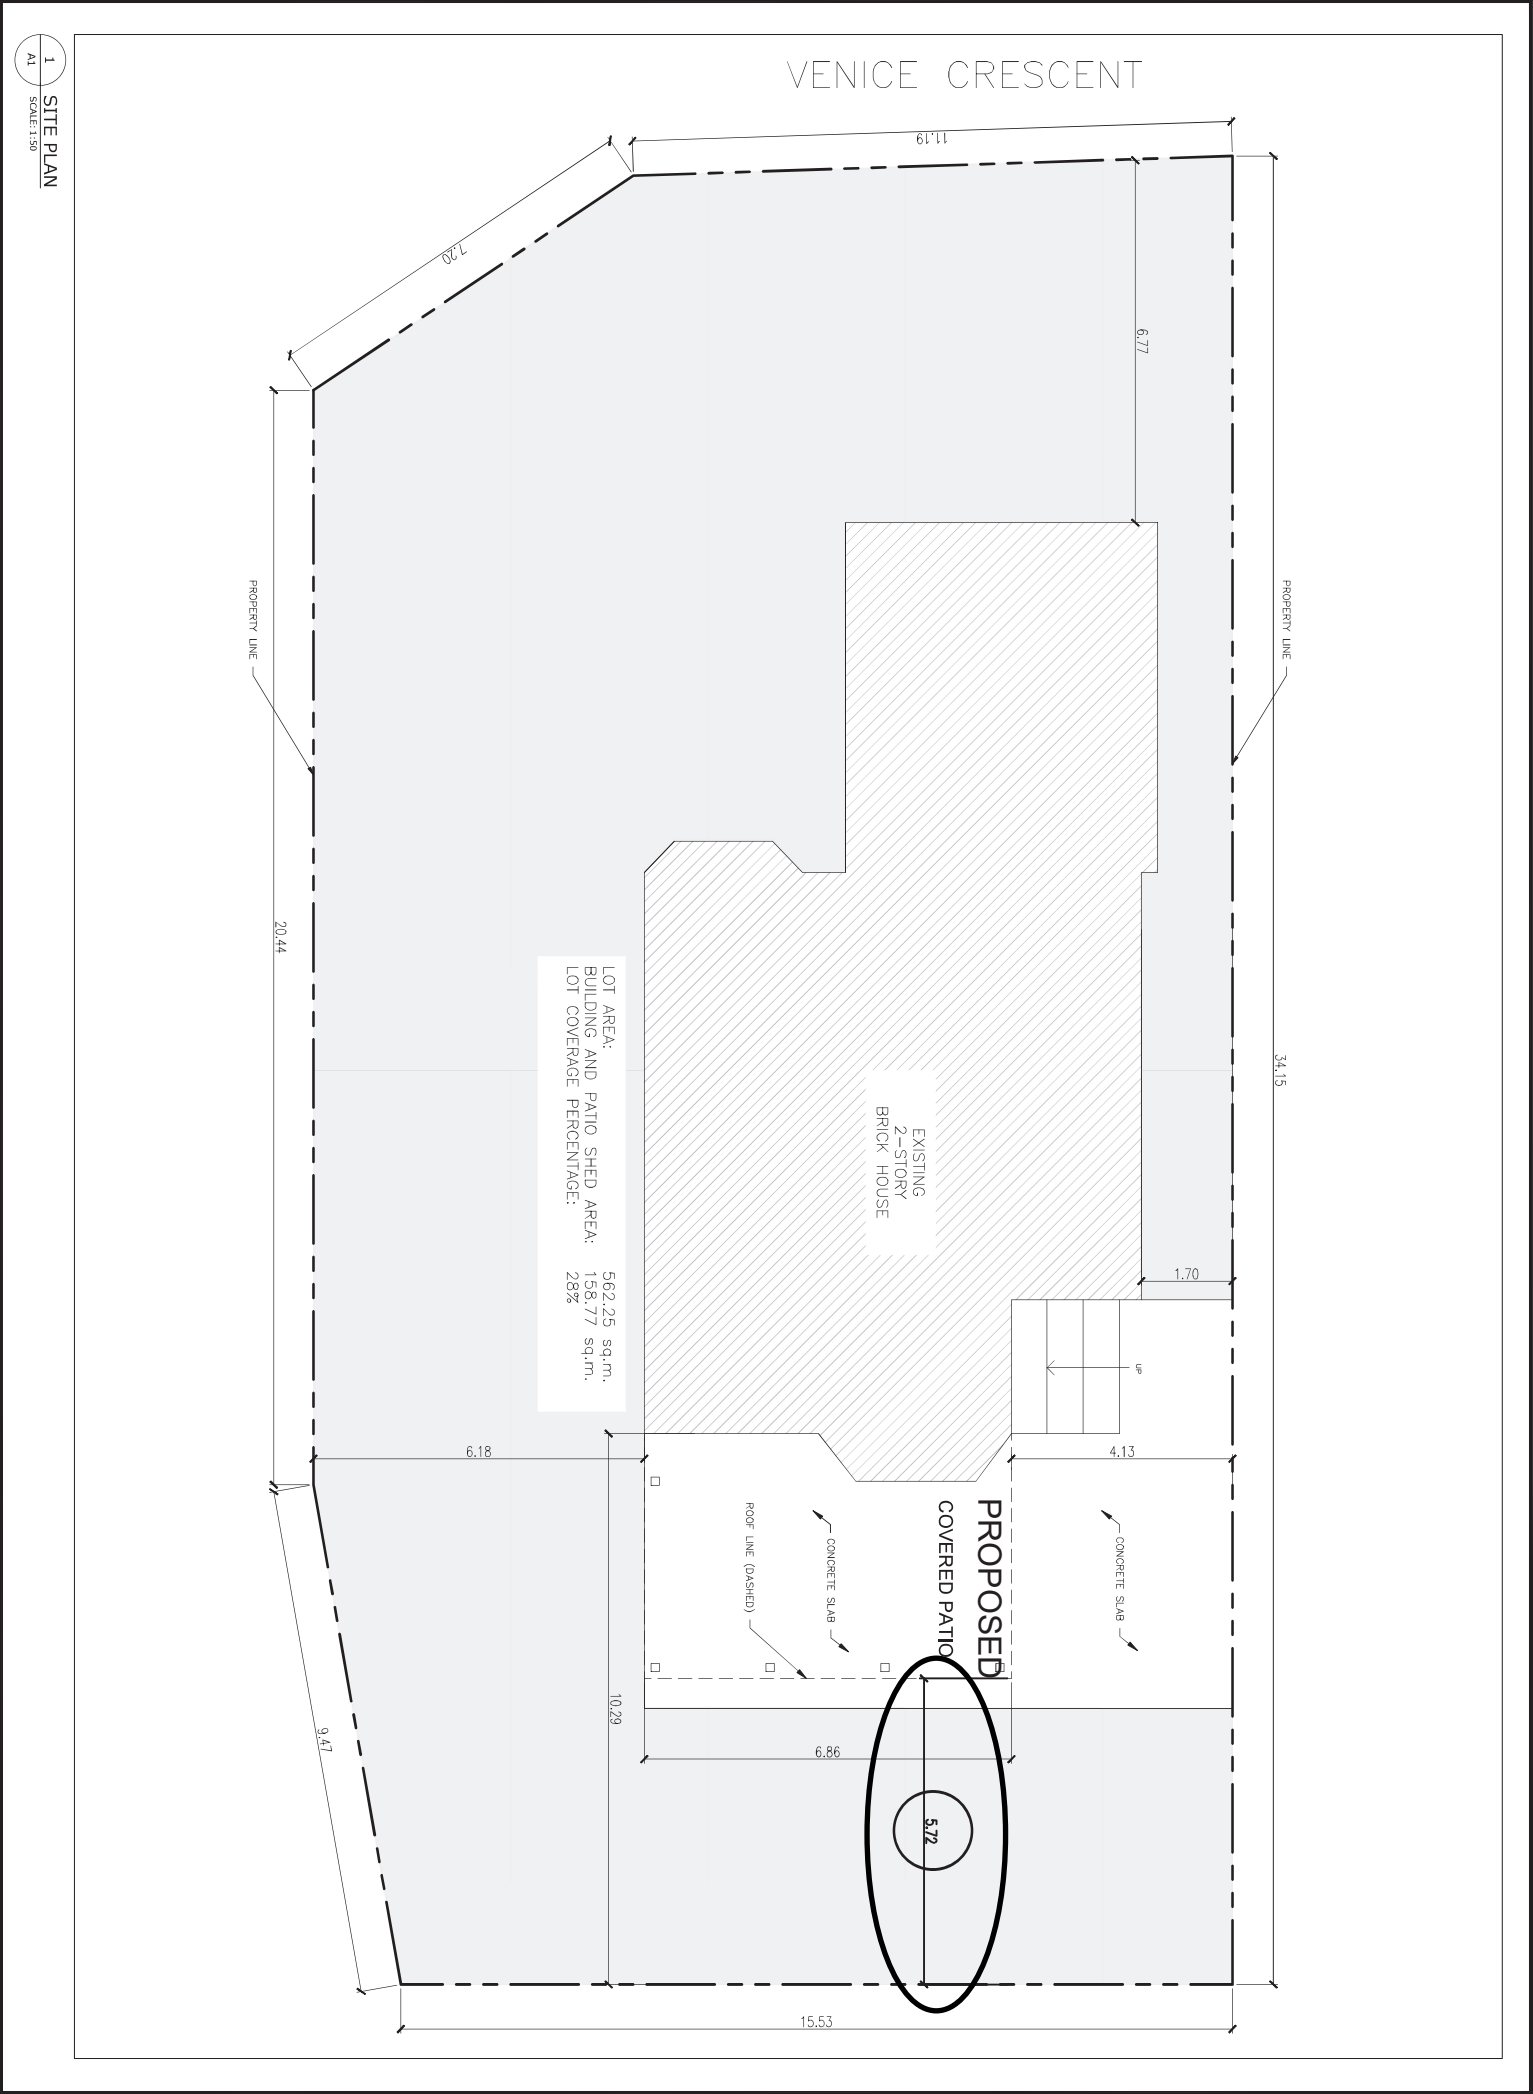 VENICE CRESCENT
1
A1
SITE PLAN
SCALE: 1:50
11.19
7.20
6.77
PROPERTY LINE
PROPERTY LINE
20.44
34.15
EXISTING
2-STORY
BRICK HOUSE
LOT AREA: 562.25 sq.m.
BUILDING AND PATIO SHED AREA: 158.77 sq.m.
LOT COVERAGE PERCENTAGE: 28%
1.70
UP
6.18
4.13
PROPOSED
COVERED PATIO
CONCRETE SLAB
CONCRETE SLAB
ROOF LINE (DASHED)
10.29
9.47
6.86
5.72
15.53